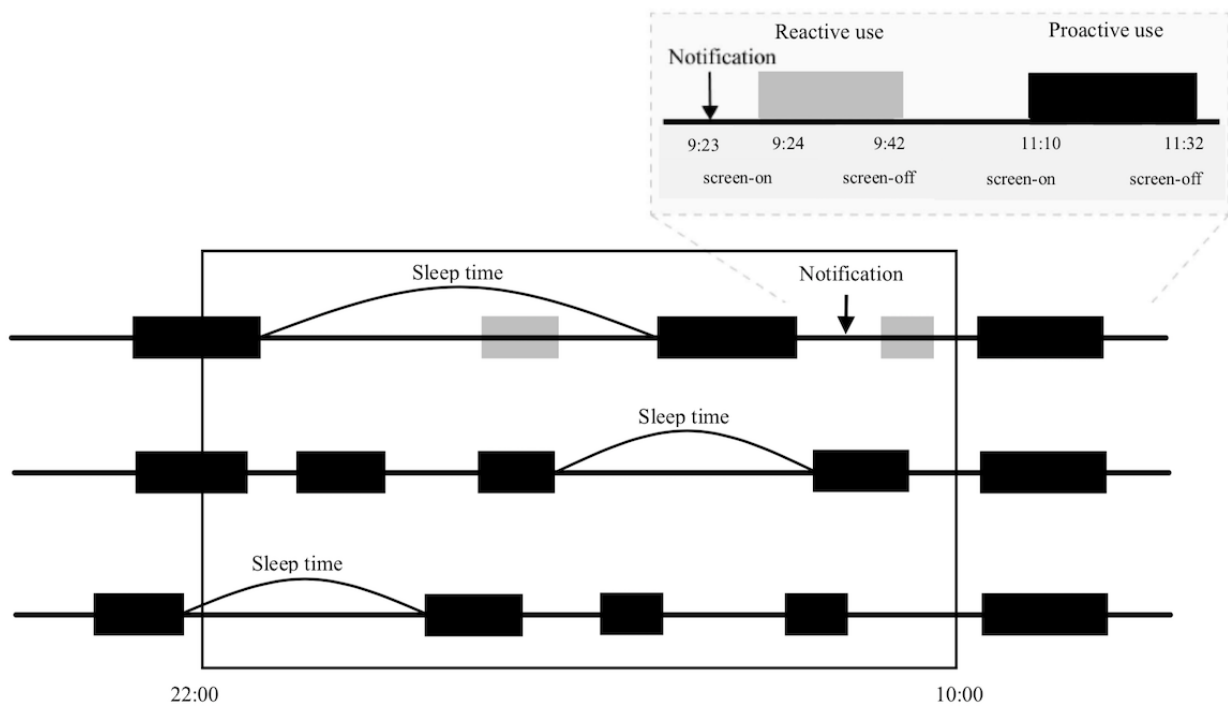 Reactive use
Proactive use
Notification
9:23
9:24
9:42
11:10
11:32
screen-on
screen-off
screen-on
screen-off
Sleep time
Notification
Sleep time
Sleep time
22:00
10:00